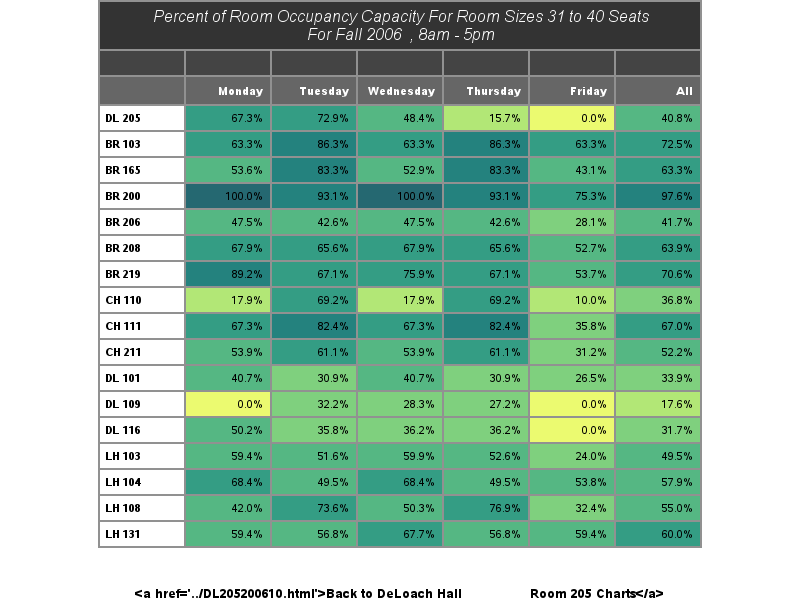 Percent of Room Occupancy Capacity For Room Sizes 31 to 40 Seats
For Fall 2006 , 8am - 5pm
Monday Tuesday Wednesday Thursday Friday All
DL 205 67.3% 72.9% 48.4% 15.7% 0.0% 40.8%
BR 103 63.3% 86.3% 63.3% 86.3% 63.3% 72.5%
BR 165 53.6% 83.3% 52.9% 83.3% 43.1% 63.3%
BR 200 100.0% 93.1% 100.0% 93.1% 75.3% 97.6%
BR 206 47.5% 42.6% 47.5% 42.6% 28.1% 41.7%
BR 208 67.9% 65.6% 67.9% 65.6% 52.7% 63.9%
BR 219 89.2% 67.1% 75.9% 67.1% 53.7% 70.6%
CH 110 17.9% 69.2% 17.9% 69.2% 10.0% 36.8%
CH 111 67.3% 82.4% 67.3% 82.4% 35.8% 67.0%
CH 211 53.9% 61.1% 53.9% 61.1% 31.2% 52.2%
DL 101 40.7% 30.9% 40.7% 30.9% 26.5% 33.9%
DL 109 0.0% 32.2% 28.3% 27.2% 0.0% 17.6%
DL 116 50.2% 35.8% 36.2% 36.2% 0.0% 31.7%
LH 103 59.4% 51.6% 59.9% 52.6% 24.0% 49.5%
LH 104 68.4% 49.5% 68.4% 49.5% 53.8% 57.9%
LH 108 42.0% 73.6% 50.3% 76.9% 32.4% 55.0%
LH 131 59.4% 56.8% 67.7% 56.8% 59.4% 60.0%
<a href='../DL205200610.html'>Back to DeLoach Hall Room 205 Charts</a>